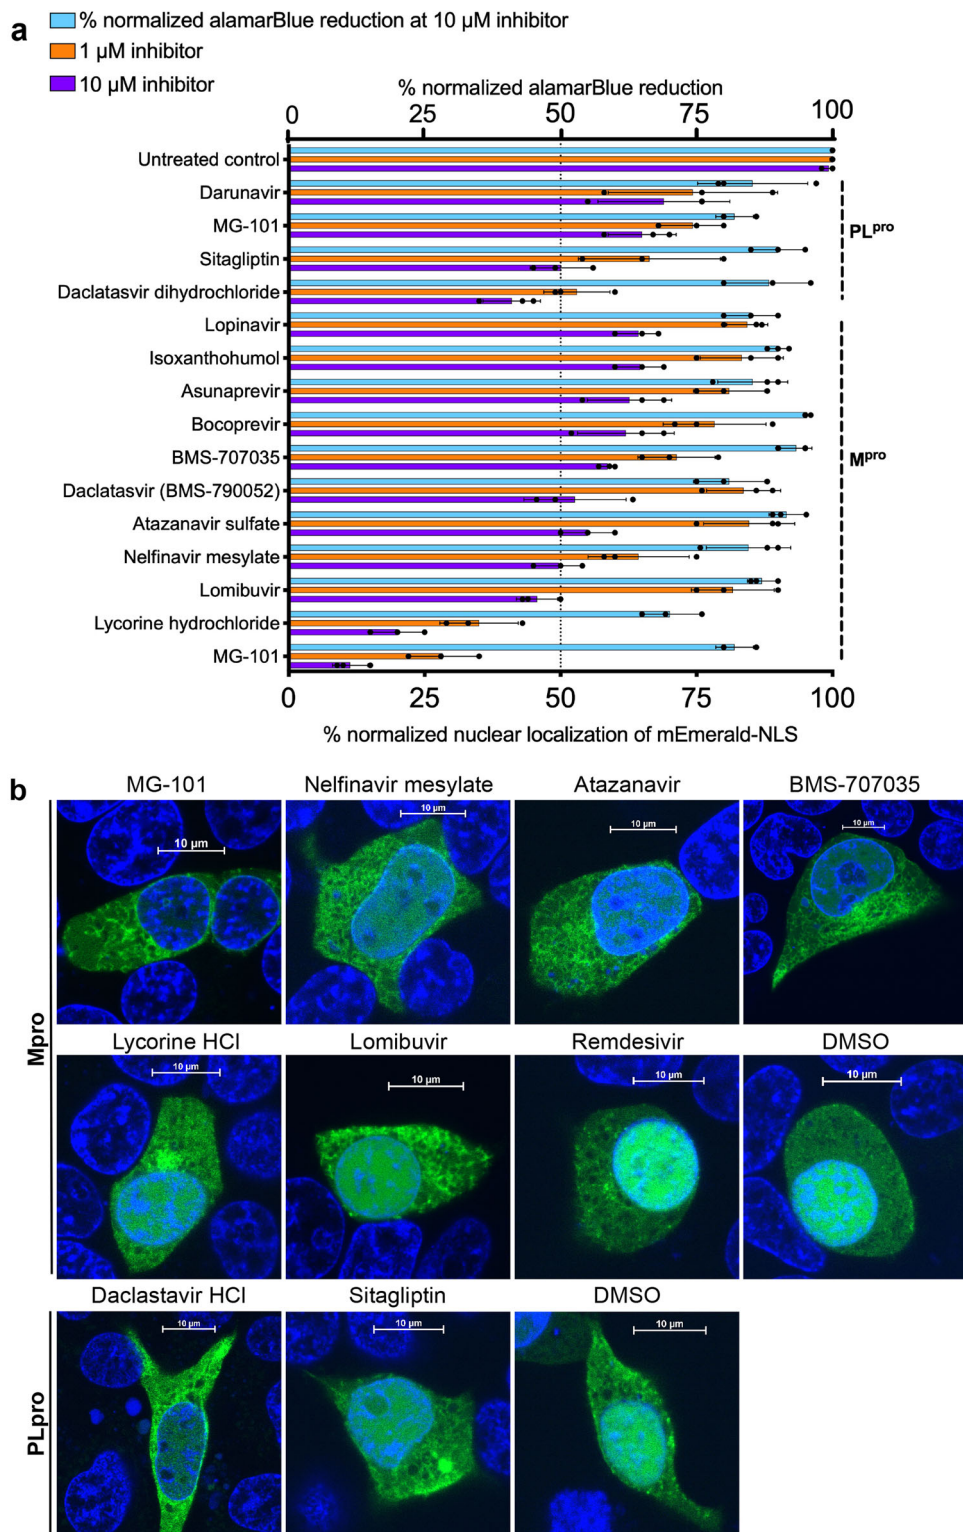 a
% normalized alamarBlue reduction at 10 µM inhibitor
1 µM inhibitor
10 µM inhibitor
% normalized alamarBlue reduction
0 25 50 75 100
Untreated control
Darunavir
MG-101
Sitagliptin
Daclatasvir dihydrochloride
PLpro
Lopinavir
Isoxanthohumol
Asunaprevir
Bocoprevir
BMS-707035
Daclatasvir (BMS-790052)
Atazanavir sulfate
Nelfinavir mesylate
Lomibuvir
Lycorine hydrochloride
MG-101
Mpro
0 25 50 75 100
% normalized nuclear localization of mEmerald-NLS
b
MG-101 Nelfinavir mesylate Atazanavir BMS-707035
10 µm 10 µm 10 µm 10 µm
Mpro
Lycorine HCl Lomibuvir Remdesivir DMSO
10 µm 10 µm 10 µm 10 µm
Daclastavir HCl Sitagliptin DMSO
10 µm 10 µm 10 µm
PLpro